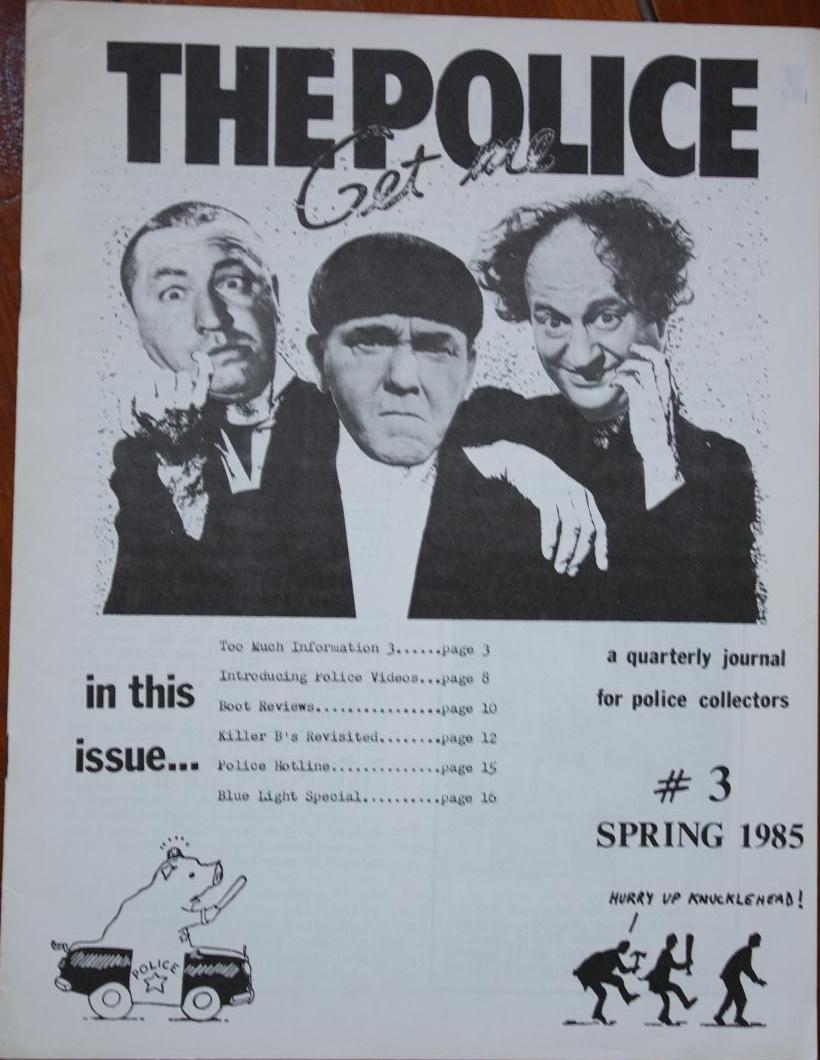 THE POLICE
Get me
in this
issue...
Too Much Information 3......page 3
Introducing Police Videos...page 8
Boot Reviews................page 10
Killer B's Revisited........page 12
Police Hotline..............page 15
Blue Light Special..........page 16
a quarterly journal
for police collectors
# 3
SPRING 1985
HURRY UP KNUCKLEHEAD!
POLICE